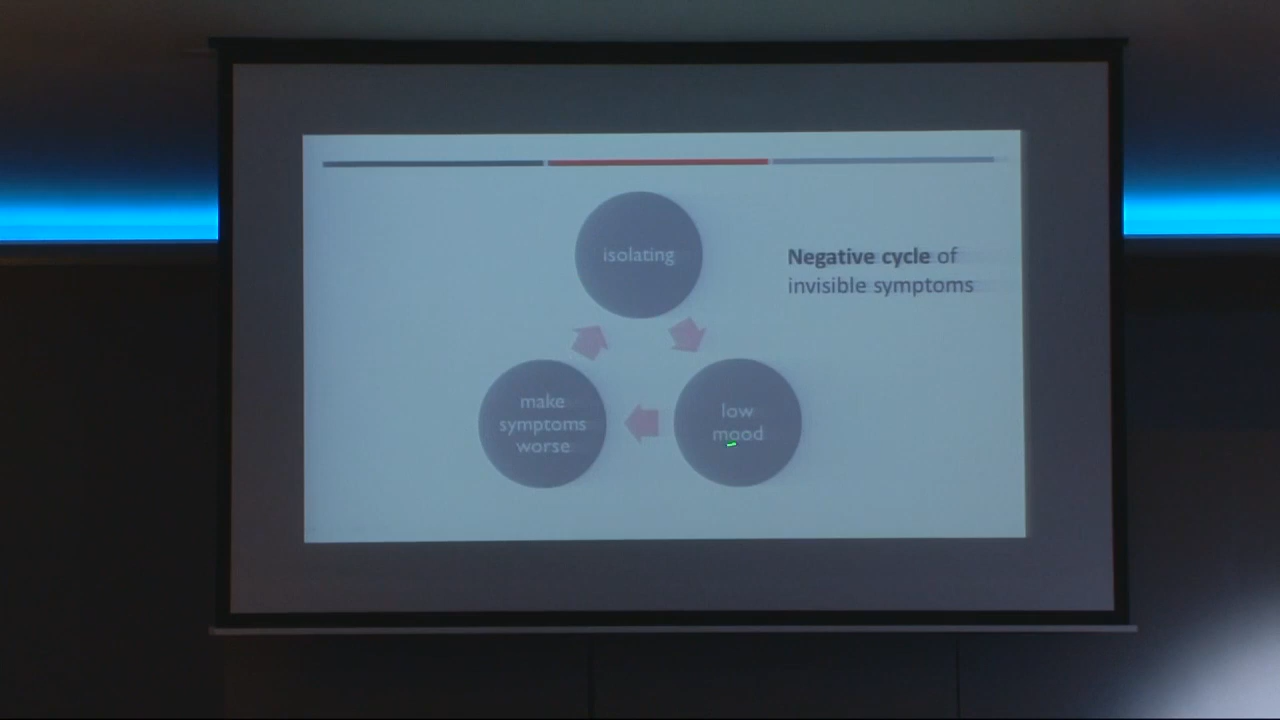 isolating
Negative cycle of
invisible symptoms
low
mood
make
symptoms
worse